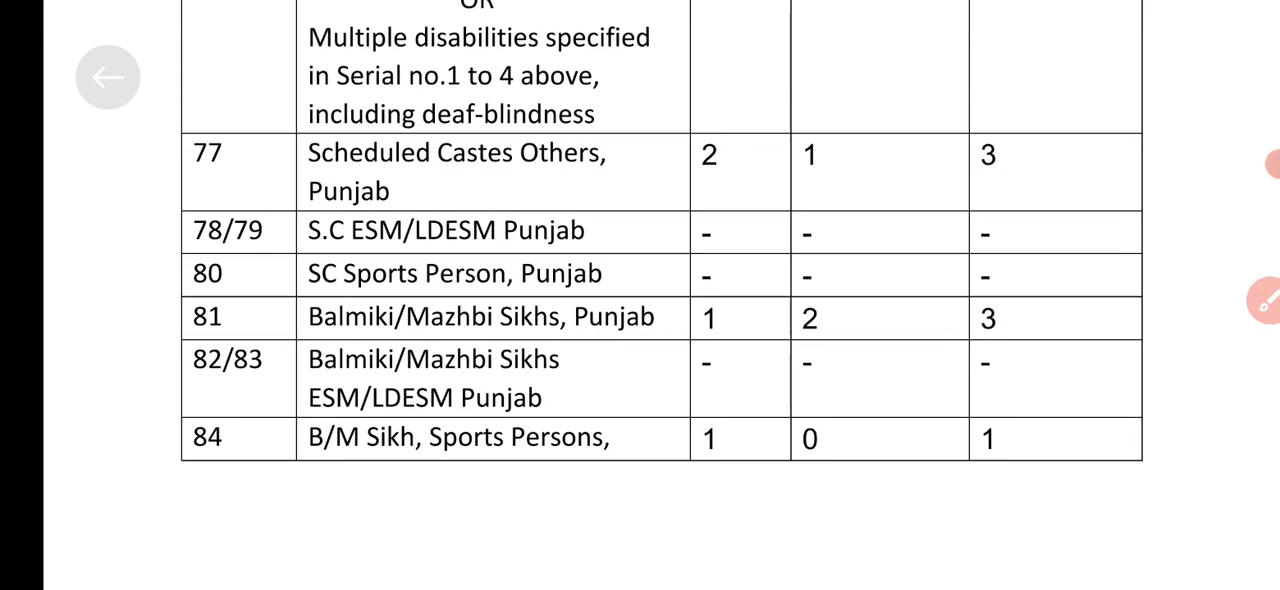 OR
Multiple disabilities specified
in Serial no.1 to 4 above,
including deaf-blindness
77 Scheduled Castes Others, 2 1 3
Punjab
78/79 S.C ESM/LDESM Punjab - - -
80 SC Sports Person, Punjab - - -
81 Balmiki/Mazhbi Sikhs, Punjab 1 2 3
82/83 Balmiki/Mazhbi Sikhs - - -
ESM/LDESM Punjab
84 B/M Sikh, Sports Persons, 1 0 1